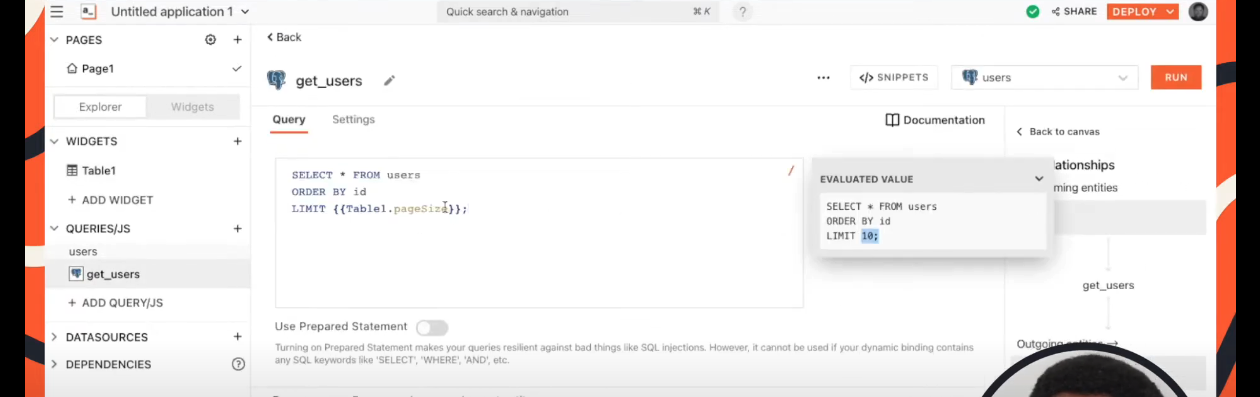 Untitled application 1
Quick search & navigation ⌘ K ?
SHARE
DEPLOY
PAGES
Page1
Explorer Widgets
WIDGETS
Table1
+ ADD WIDGET
QUERIES/JS
users
get_users
+ ADD QUERY/JS
DATASOURCES
DEPENDENCIES ?
Back
get_users
</> SNIPPETS
users
RUN
Query Settings
Documentation
SELECT * FROM users /
ORDER BY id
LIMIT {{Table1.pageSize}};
EVALUATED VALUE
SELECT * FROM users
ORDER BY id
LIMIT 10;
Use Prepared Statement
Turning on Prepared Statement makes your queries resilient against bad things like SQL injections. However, it cannot be used if your dynamic binding contains
any SQL keywords like 'SELECT', 'WHERE', 'AND', etc.
Back to canvas
ationships
ming entities
get_users
Outgoing entities